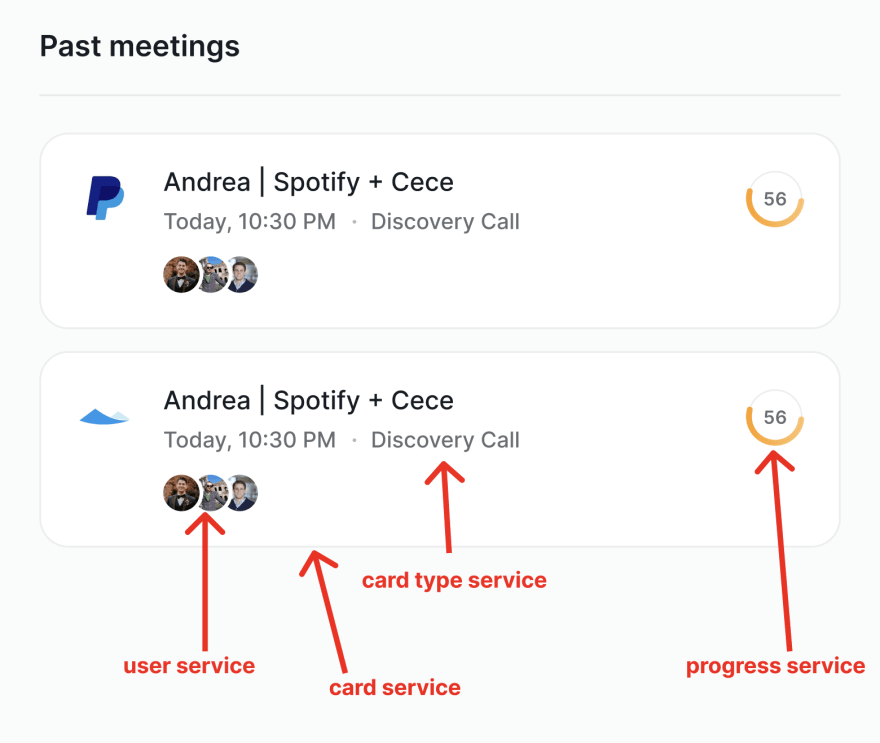 Past meetings
Andrea | Spotify + Cece
56
Today, 10:30 PM · Discovery Call
Andrea | Spotify + Cece
56
Today, 10:30 PM · Discovery Call
card type service
user service
progress service
card service